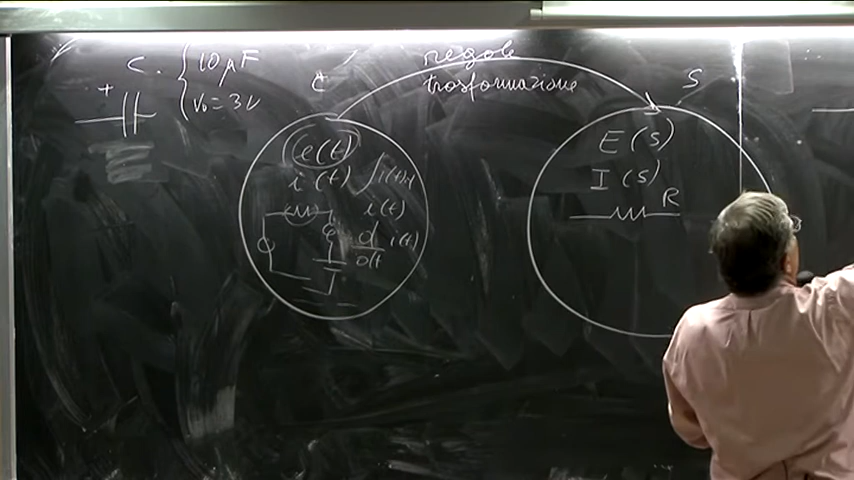 C. 10 μF
+ V₀ = 3V
t
regole
trasformazione
S
e(t)
i(t) ∫i(t)dt
i(t)
d/dt i(t)
E(s)
I(s)
R